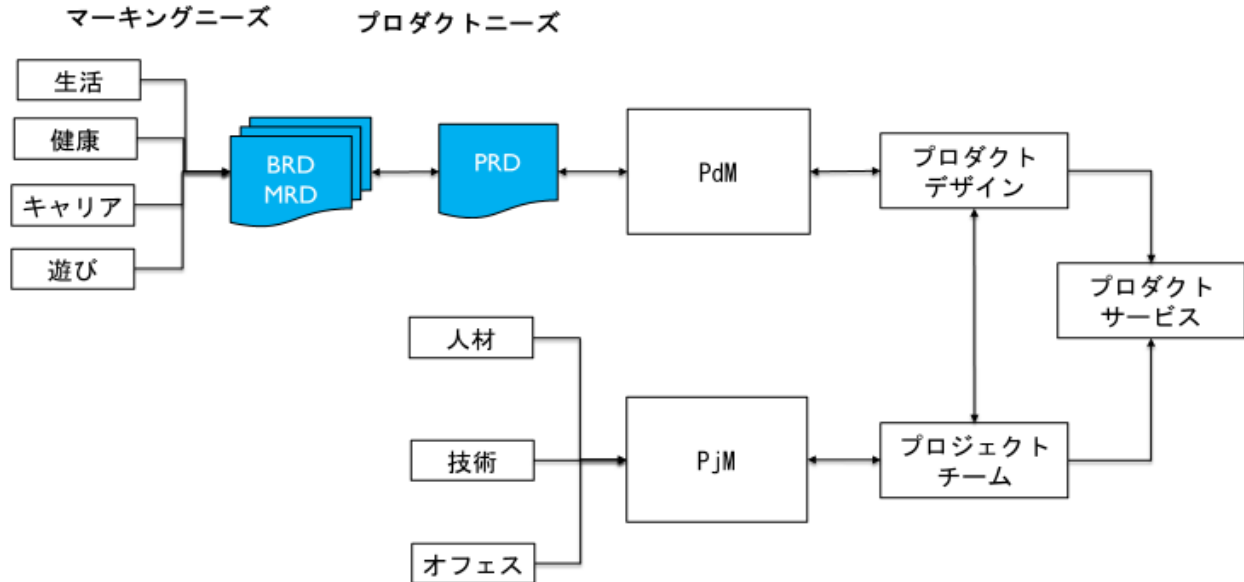 マーキングニーズ
プロダクトニーズ
生活
健康
キャリア
遊び
BRD
MRD
PRD
PdM
プロダクト
デザイン
プロダクト
サービス
人材
技術
オフェス
PjM
プロジェクト
チーム